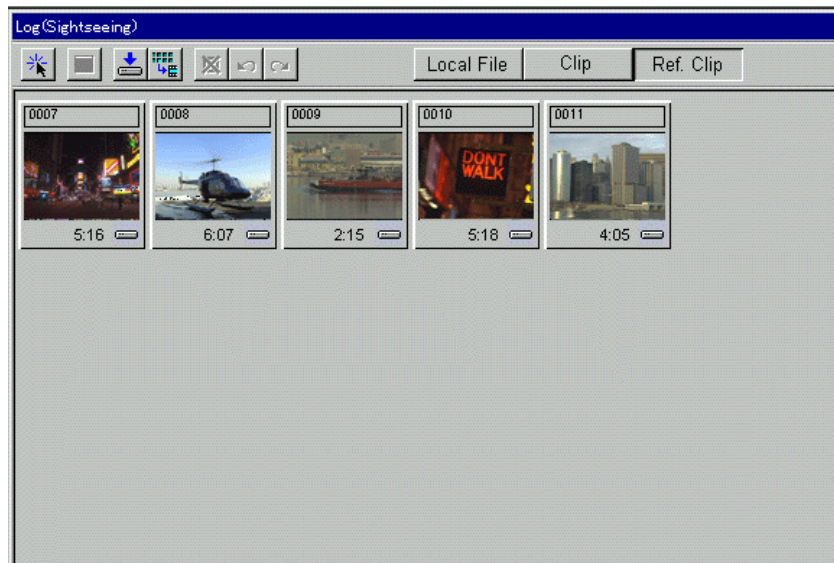 Log(Sightseeing)
Local File Clip Ref. Clip
0007 0008 0009 0010 0011
DONT
WALK
5:16 6:07 2:15 5:18 4:05